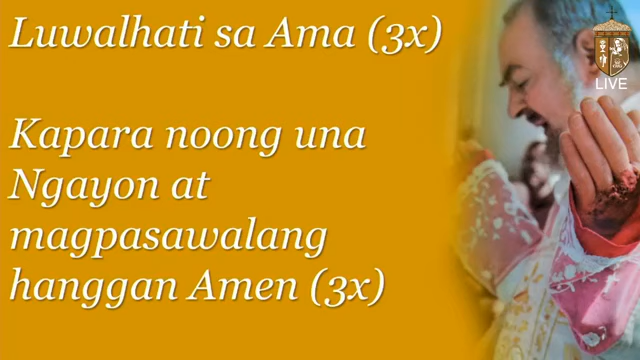 Luwalhati sa Ama (3x)
Kapara noong una
Ngayon at
magpasawalang
hanggan Amen (3x)
LIVE